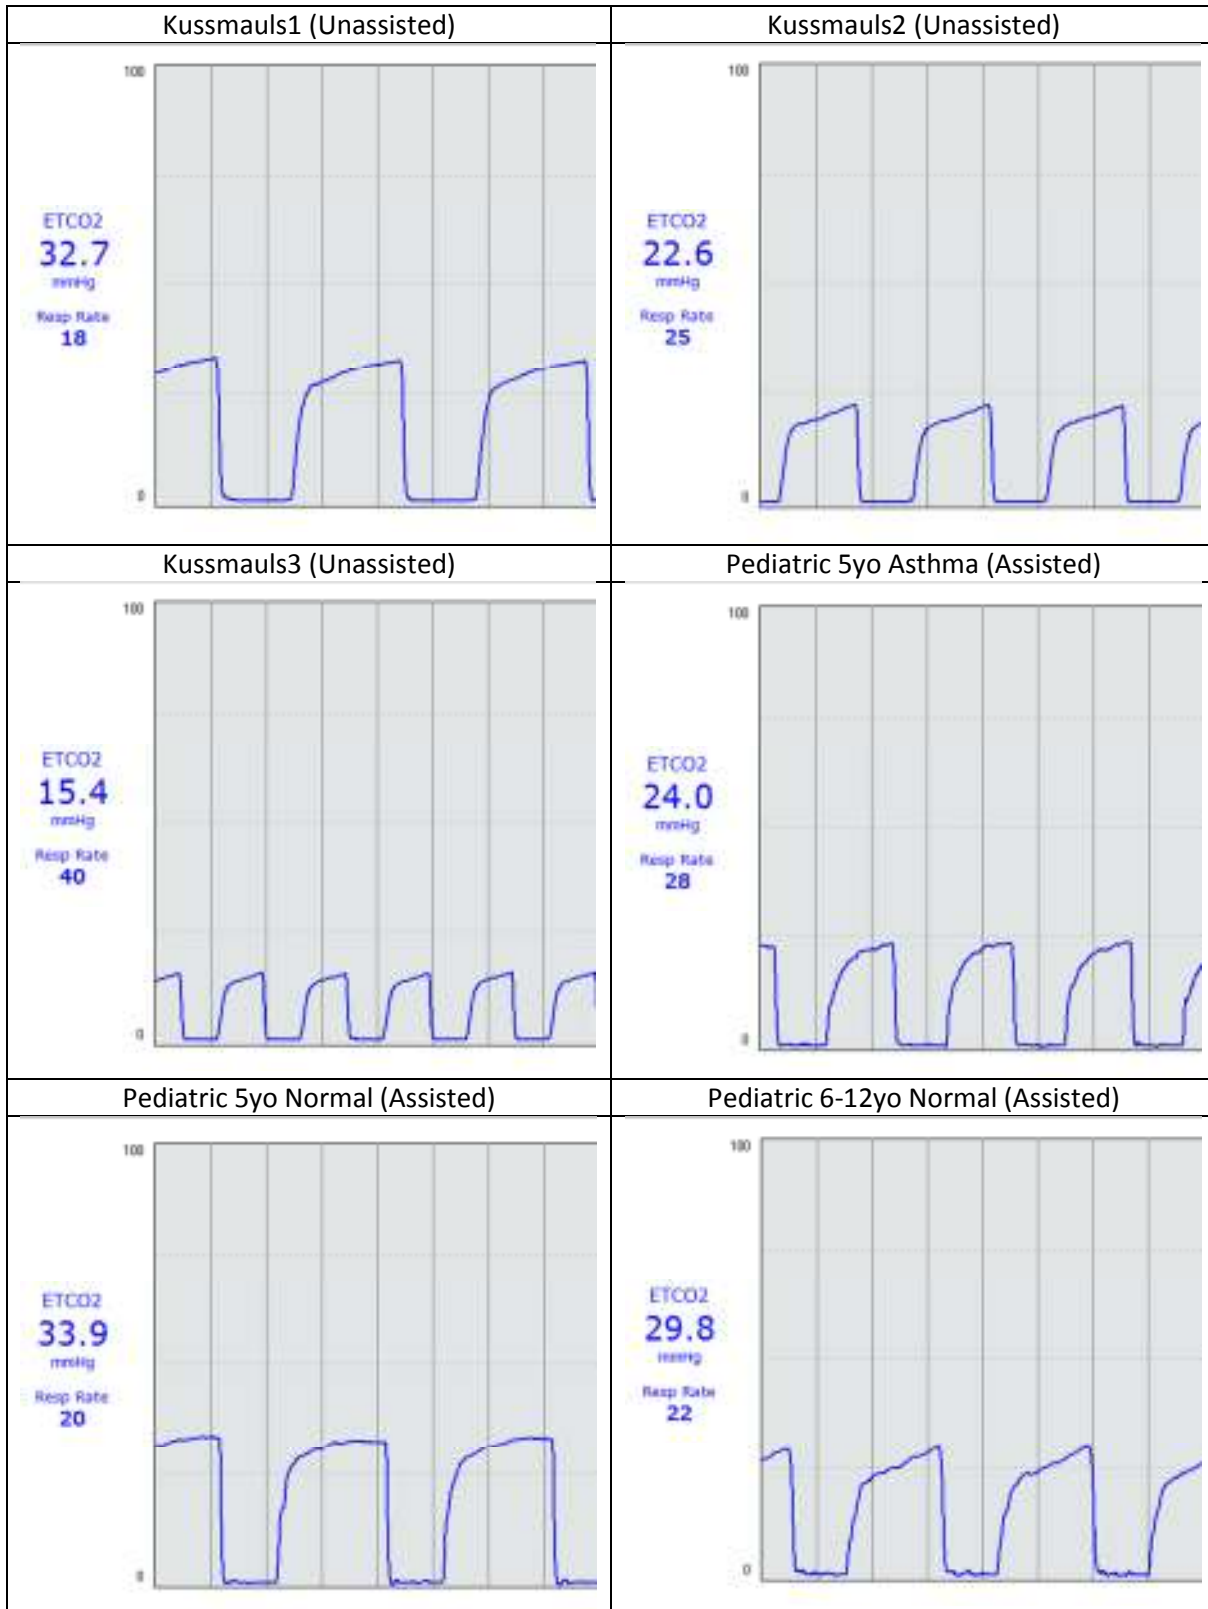 Kussmauls1 (Unassisted)
100
ETCO2
32.7
mmHg
Resp Rate
18
0
Kussmauls2 (Unassisted)
100
ETCO2
22.6
mmHg
Resp Rate
25
0
Kussmauls3 (Unassisted)
100
ETCO2
15.4
mmHg
Resp Rate
40
0
Pediatric 5yo Asthma (Assisted)
100
ETCO2
24.0
mmHg
Resp Rate
28
0
Pediatric 5yo Normal (Assisted)
100
ETCO2
33.9
mmHg
Resp Rate
20
0
Pediatric 6-12yo Normal (Assisted)
100
ETCO2
29.8
mmHg
Resp Rate
22
0